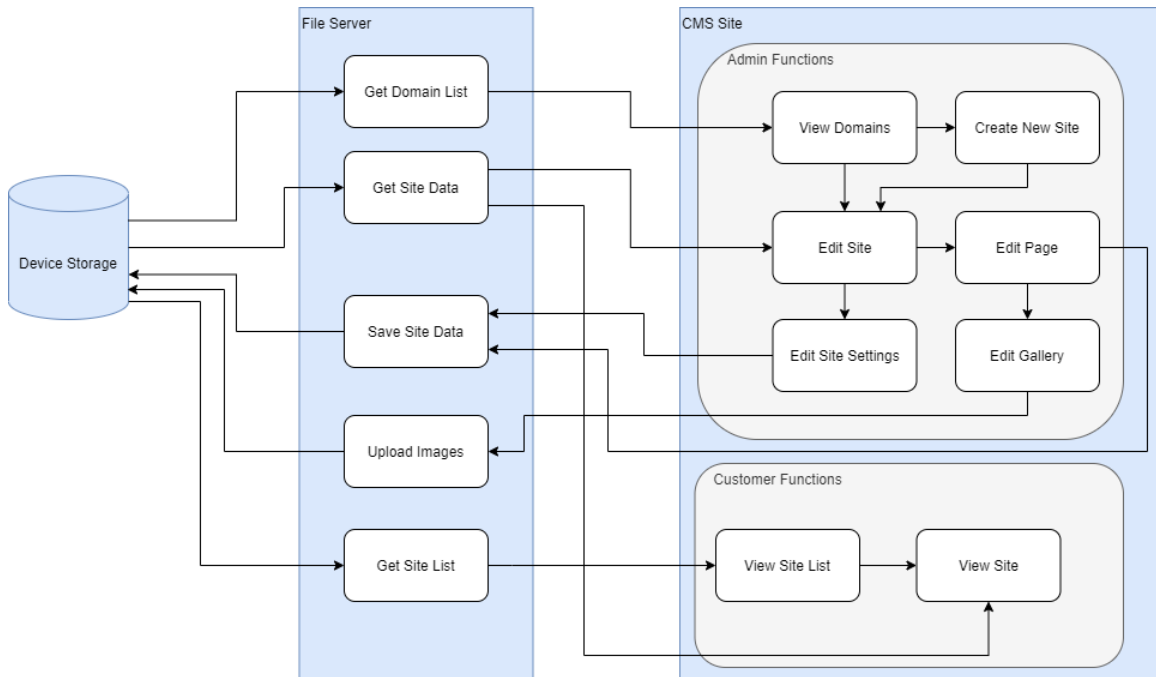 File Server
CMS Site
Admin Functions
Get Domain List
View Domains
Create New Site
Get Site Data
Device Storage
Edit Site
Edit Page
Save Site Data
Edit Site Settings
Edit Gallery
Upload Images
Customer Functions
Get Site List
View Site List
View Site